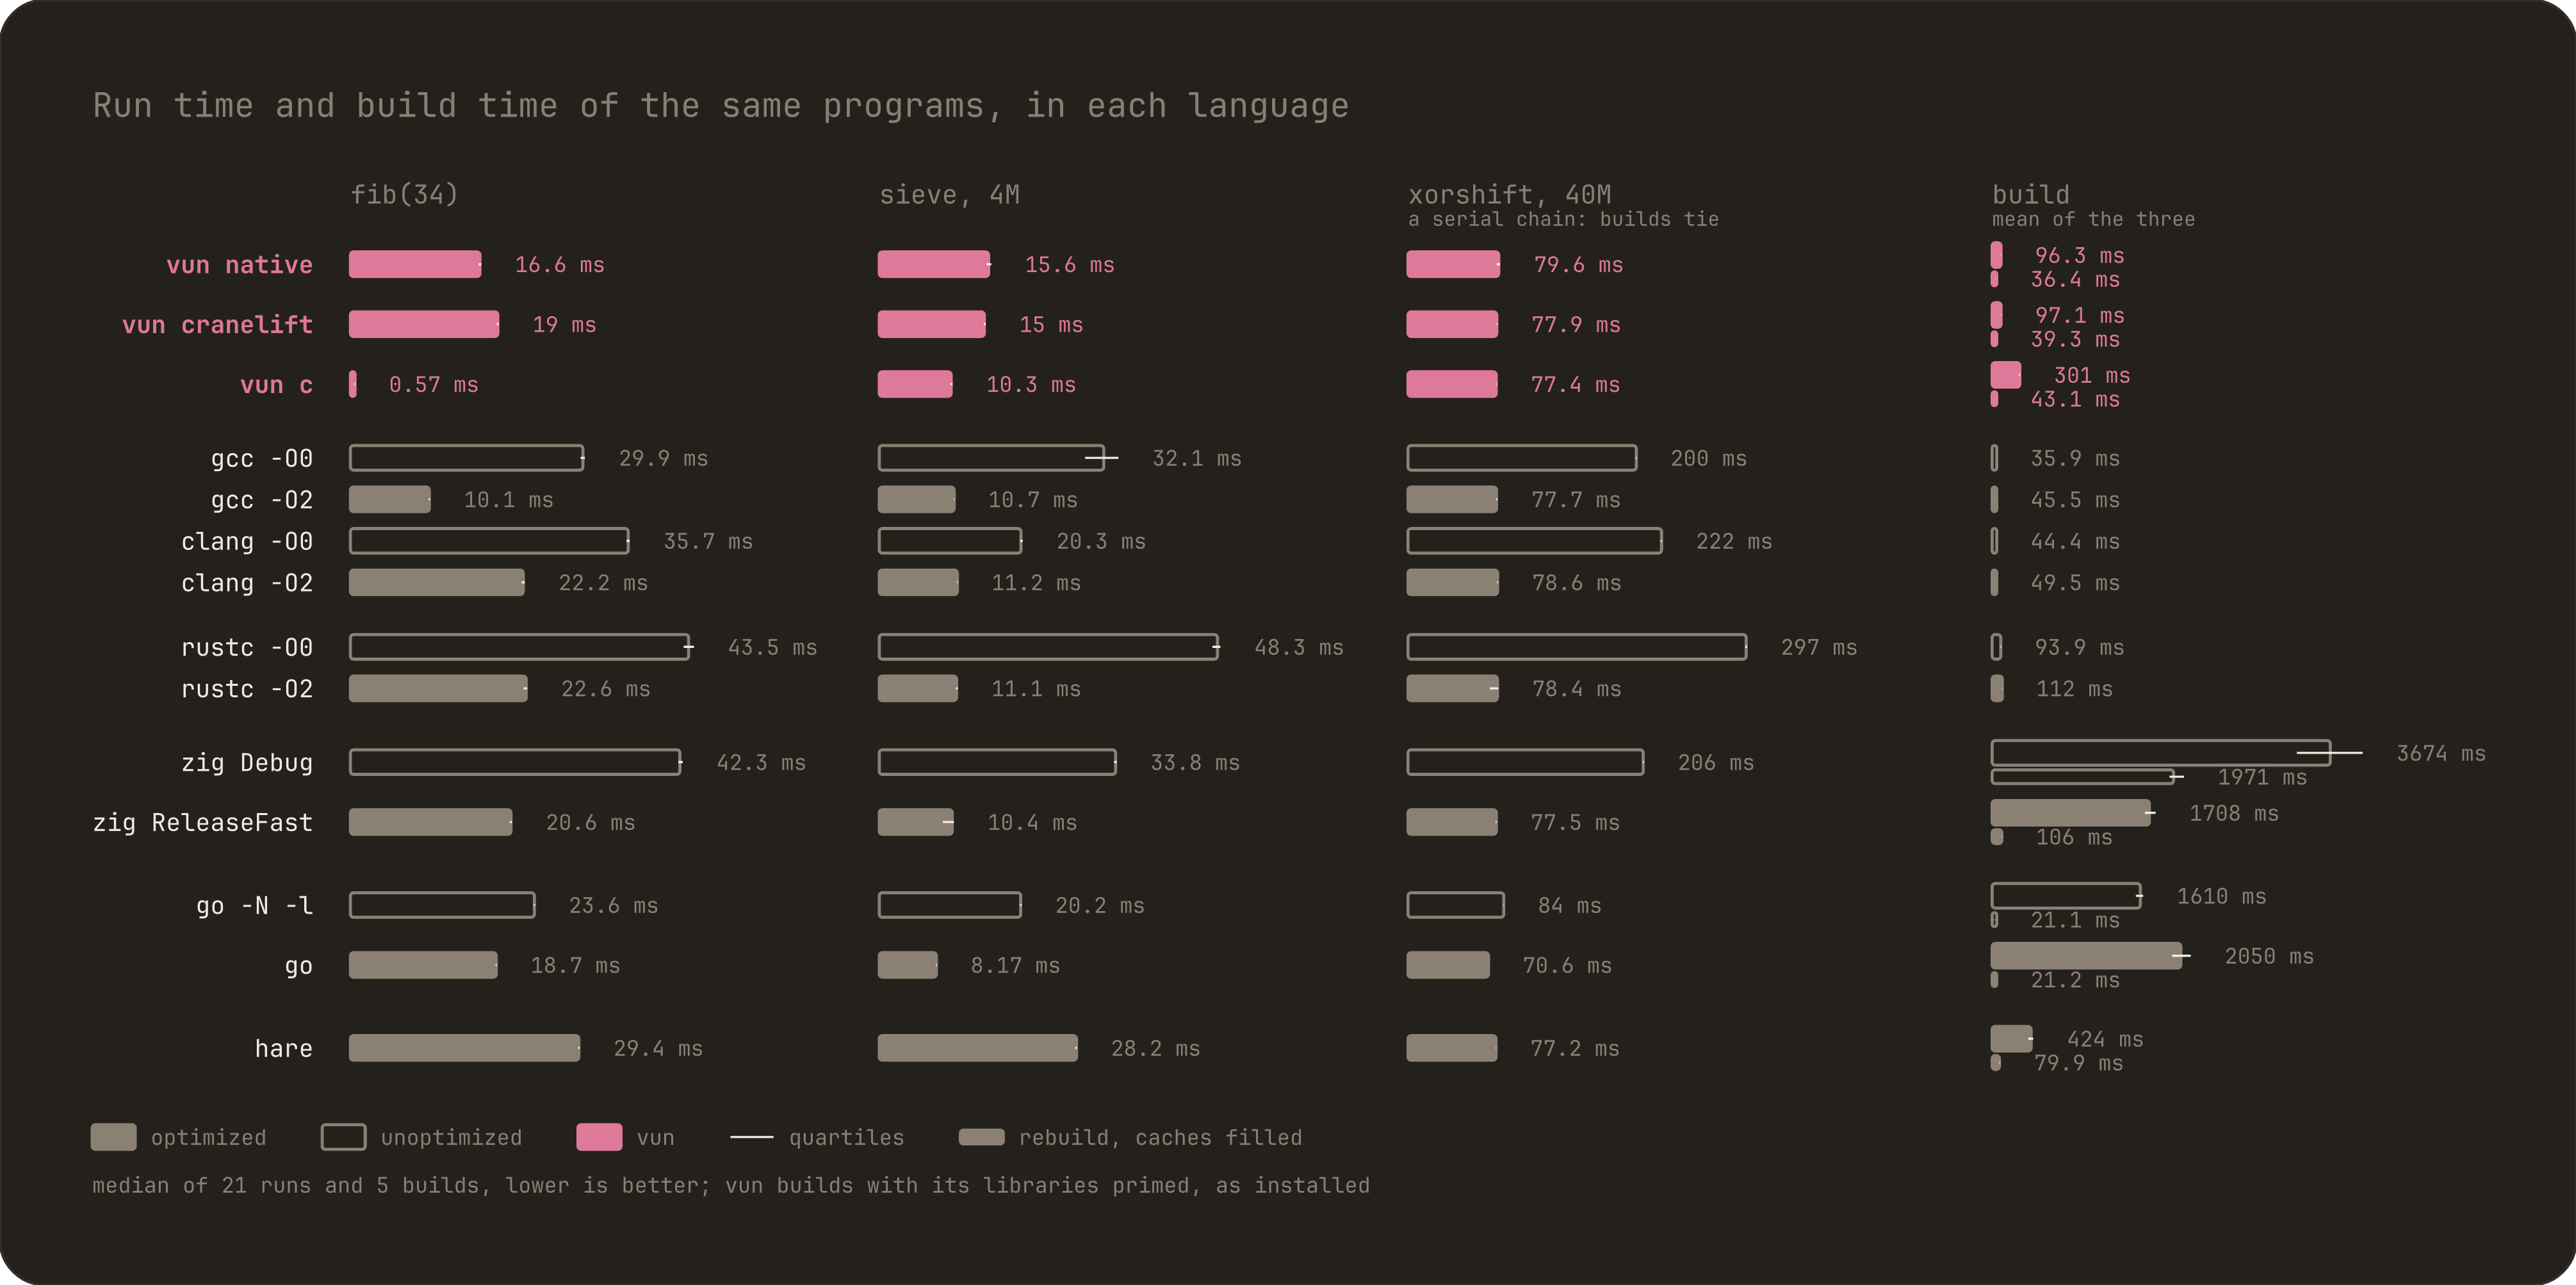 Run time and build time of the same programs, in each language
fib(34) sieve, 4M xorshift, 40M build
a serial chain: builds tie mean of the three
vun native 16.6 ms 15.6 ms 79.6 ms 96.3 ms
36.4 ms
vun cranelift 19 ms 15 ms 77.9 ms 97.1 ms
39.3 ms
vun c 0.57 ms 10.3 ms 77.4 ms 301 ms
43.1 ms
gcc -O0 29.9 ms 32.1 ms 200 ms 35.9 ms
gcc -O2 10.1 ms 10.7 ms 77.7 ms 45.5 ms
clang -O0 35.7 ms 20.3 ms 222 ms 44.4 ms
clang -O2 22.2 ms 11.2 ms 78.6 ms 49.5 ms
rustc -O0 43.5 ms 48.3 ms 297 ms 93.9 ms
rustc -O2 22.6 ms 11.1 ms 78.4 ms 112 ms
zig Debug 42.3 ms 33.8 ms 206 ms 3674 ms
1971 ms
zig ReleaseFast 20.6 ms 10.4 ms 77.5 ms 1708 ms
106 ms
go -N -l 23.6 ms 20.2 ms 84 ms 1610 ms
21.1 ms
go 18.7 ms 8.17 ms 70.6 ms 2050 ms
21.2 ms
hare 29.4 ms 28.2 ms 77.2 ms 424 ms
79.9 ms
optimized unoptimized vun quartiles rebuild, caches filled
median of 21 runs and 5 builds, lower is better; vun builds with its libraries primed, as installed